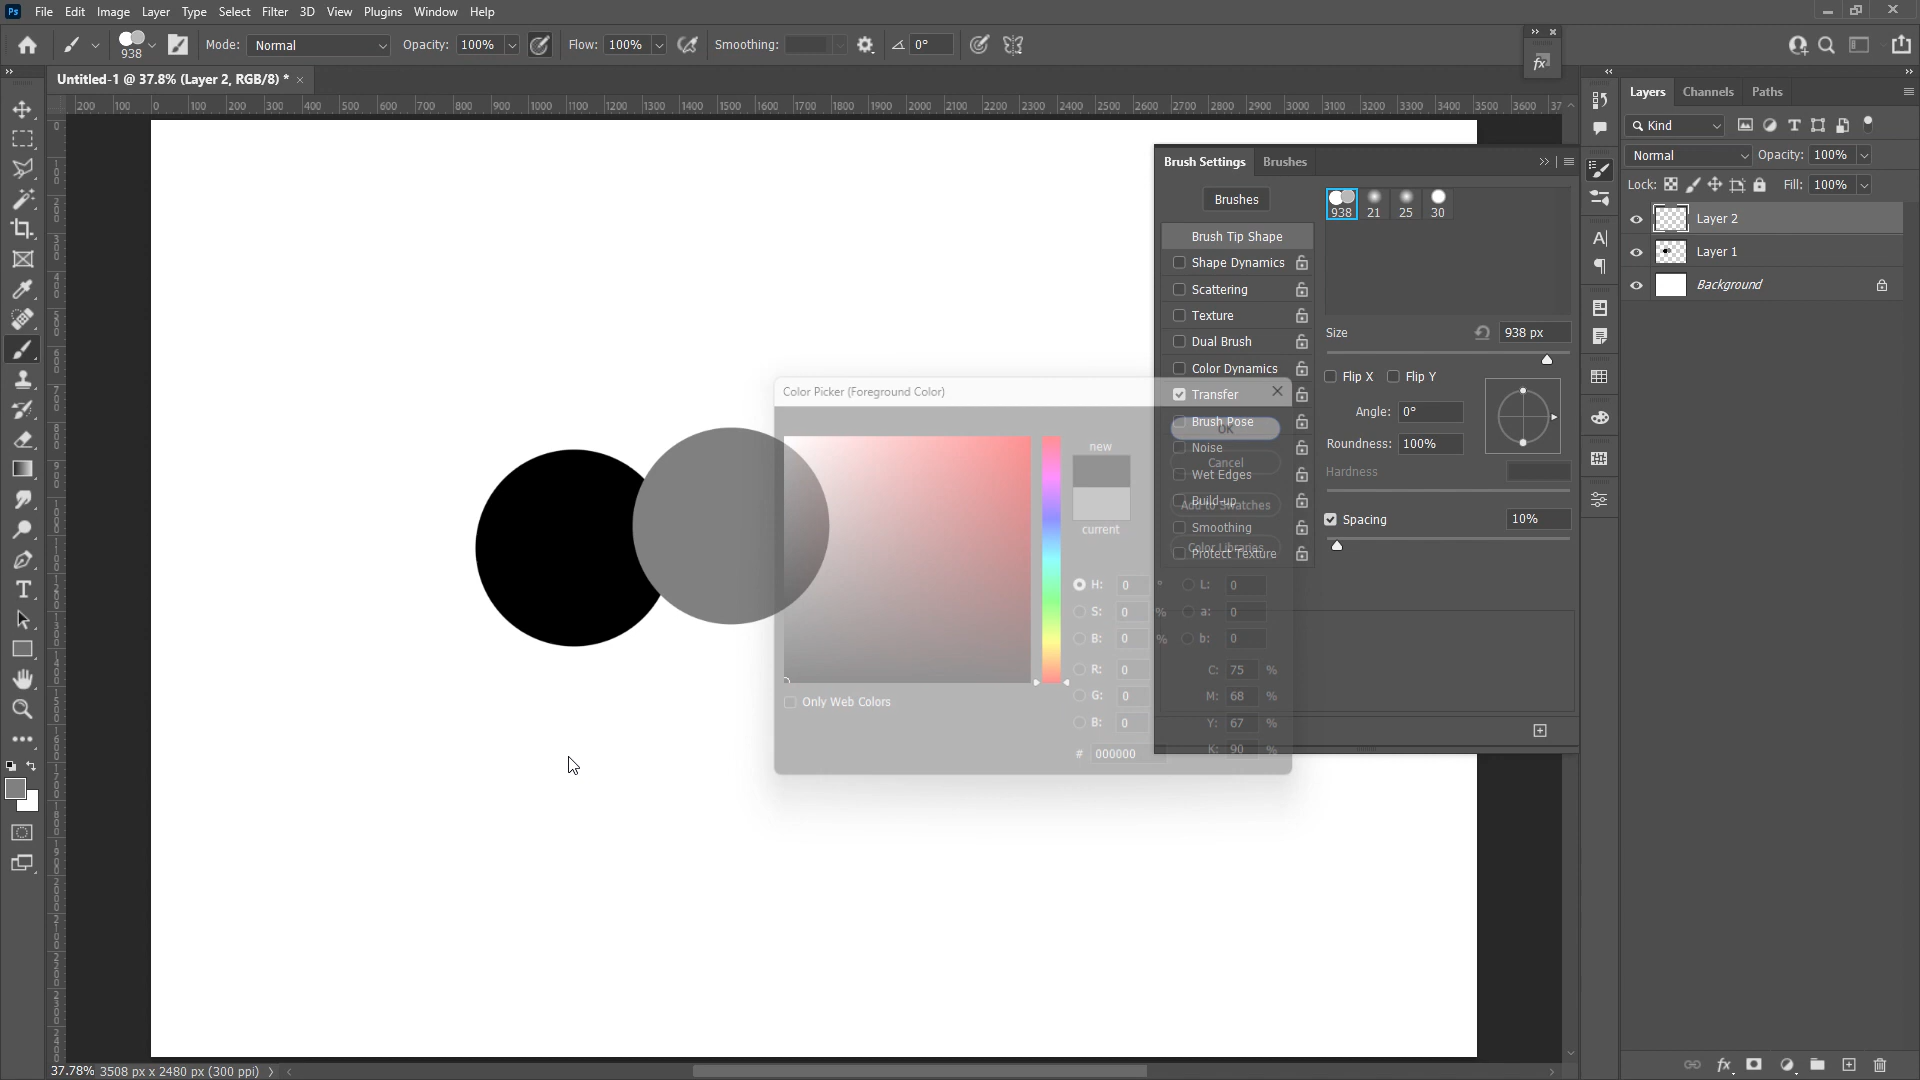 Ps File Edit Image Layer Type Select Filter 3D View Plugins Window Help
938 Mode: Normal Opacity: 100% Flow: 100% Smoothing: 0°
Untitled-1 @ 37.8% (Layer 2, RGB/8) *
200 100 0 100 200 300 400 500 600 700 800 900 1000 1100 1200 1300 1400 1500 1600 1700 1800 1900 2000 2100 2200 2300 2400 2500 2600 2700 2800 2900 3000 3100 3200 3300 3400 3500 3600 37
Brush Settings Brushes
Brushes
938 21 25 30
Brush Tip Shape
Shape Dynamics
Scattering
Texture
Dual Brush
Color Dynamics
Transfer
Brush Pose
Noise
Wet Edges
Build-up
Smoothing
Protect Texture
Size 938 px
Flip X Flip Y
Angle: 0°
Roundness: 100%
Hardness
Spacing 10%
Color Picker (Foreground Color)
new
current
OK
Cancel
Add to Swatches
Color Libraries
H: 0 ° L: 0
S: 0 % a: 0
B: 0 % b: 0
R: 0 C: 75 %
G: 0 M: 68 %
B: 0 Y: 67 %
# 000000 K: 90 %
Only Web Colors
Layers Channels Paths
Kind
Normal Opacity: 100%
Lock: Fill: 100%
Layer 2
Layer 1
Background
fx
37.78% 3508 px x 2480 px (300 ppi)